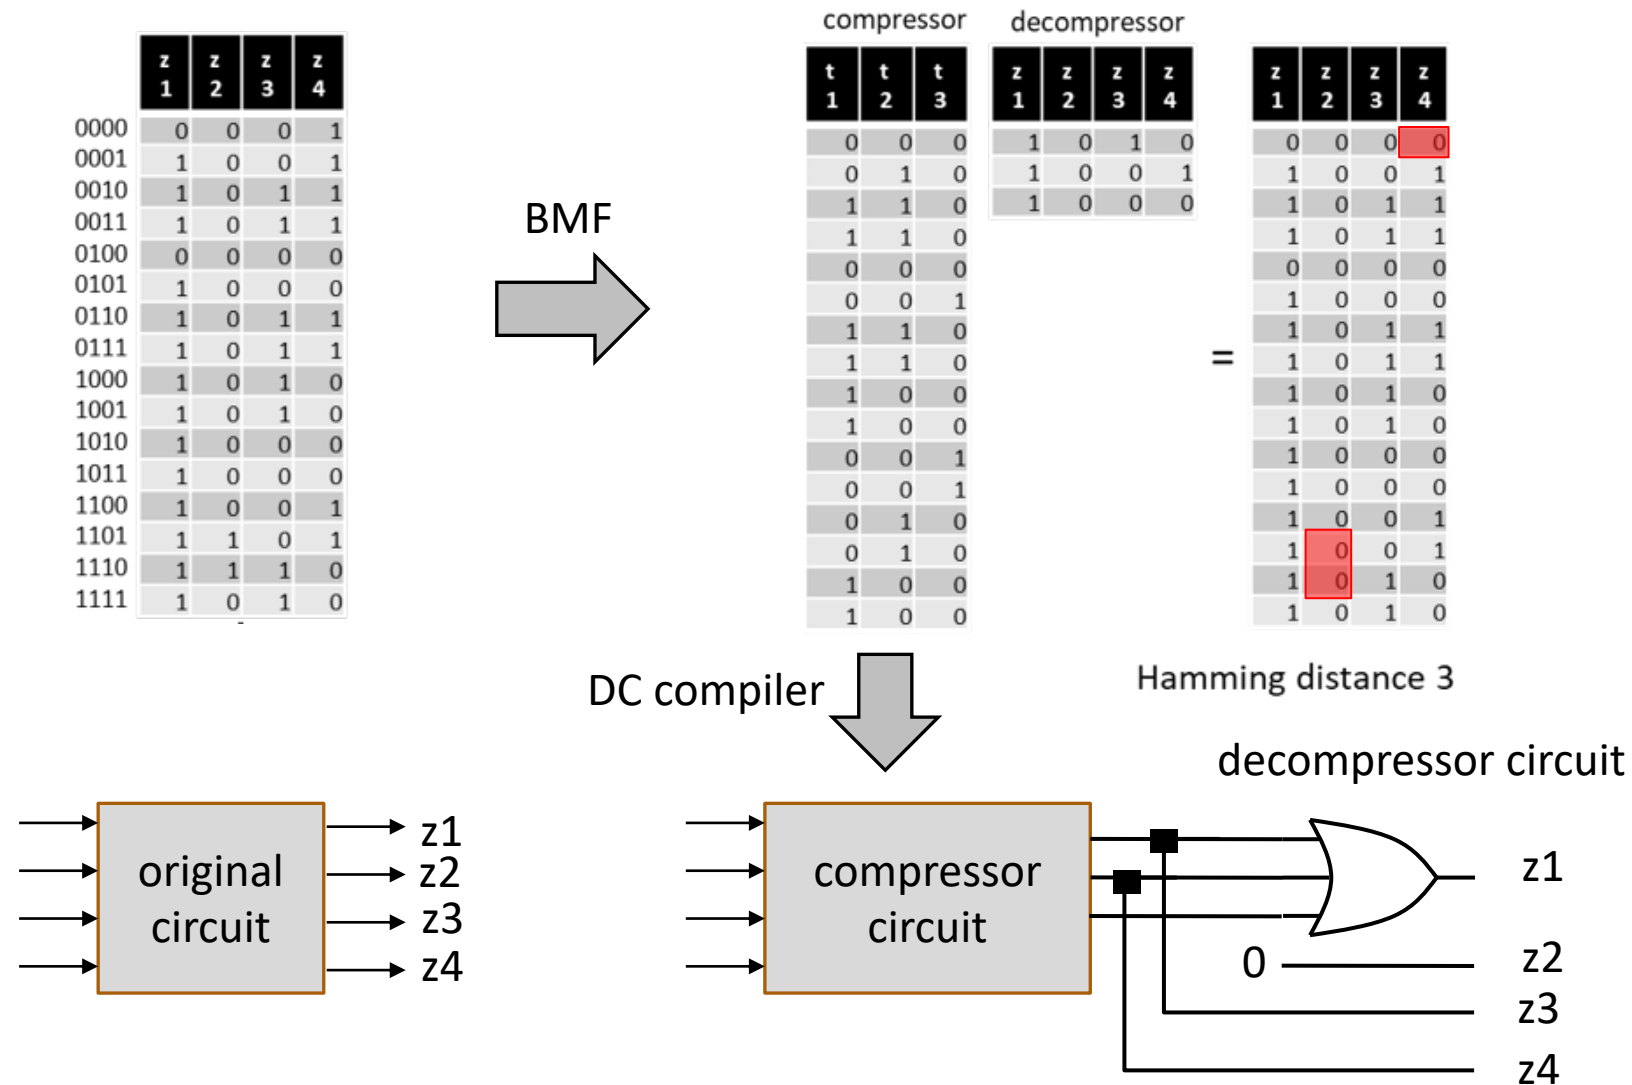 compressor decompressor
z1 z2 z3 z4
0000 0 0 0 1
0001 1 0 0 1
0010 1 0 1 1
0011 1 0 1 1
0100 0 0 0 0
0101 1 0 0 0
0110 1 0 1 1
0111 1 0 1 1
1000 1 0 1 0
1001 1 0 1 0
1010 1 0 0 0
1011 1 0 0 0
1100 1 0 0 1
1101 1 1 0 1
1110 1 1 1 0
1111 1 0 1 0
BMF
t1 t2 t3
0 0 0
0 1 0
1 1 0
1 1 0
0 0 0
0 0 1
1 1 0
1 1 0
1 0 0
1 0 0
0 0 1
0 0 1
0 1 0
0 1 0
1 0 0
1 0 0
z1 z2 z3 z4
1 0 1 0
1 0 0 1
1 0 0 0
=
z1 z2 z3 z4
0 0 0 0
1 0 0 1
1 0 1 1
1 0 1 1
0 0 0 0
1 0 0 0
1 0 1 1
1 0 1 1
1 0 1 0
1 0 1 0
1 0 0 0
1 0 0 0
1 0 0 1
1 0 0 1
1 0 1 0
1 0 1 0
Hamming distance 3
DC compiler
decompressor circuit
original
circuit
z1
z2
z3
z4
compressor
circuit
z1
0 z2
z3
z4